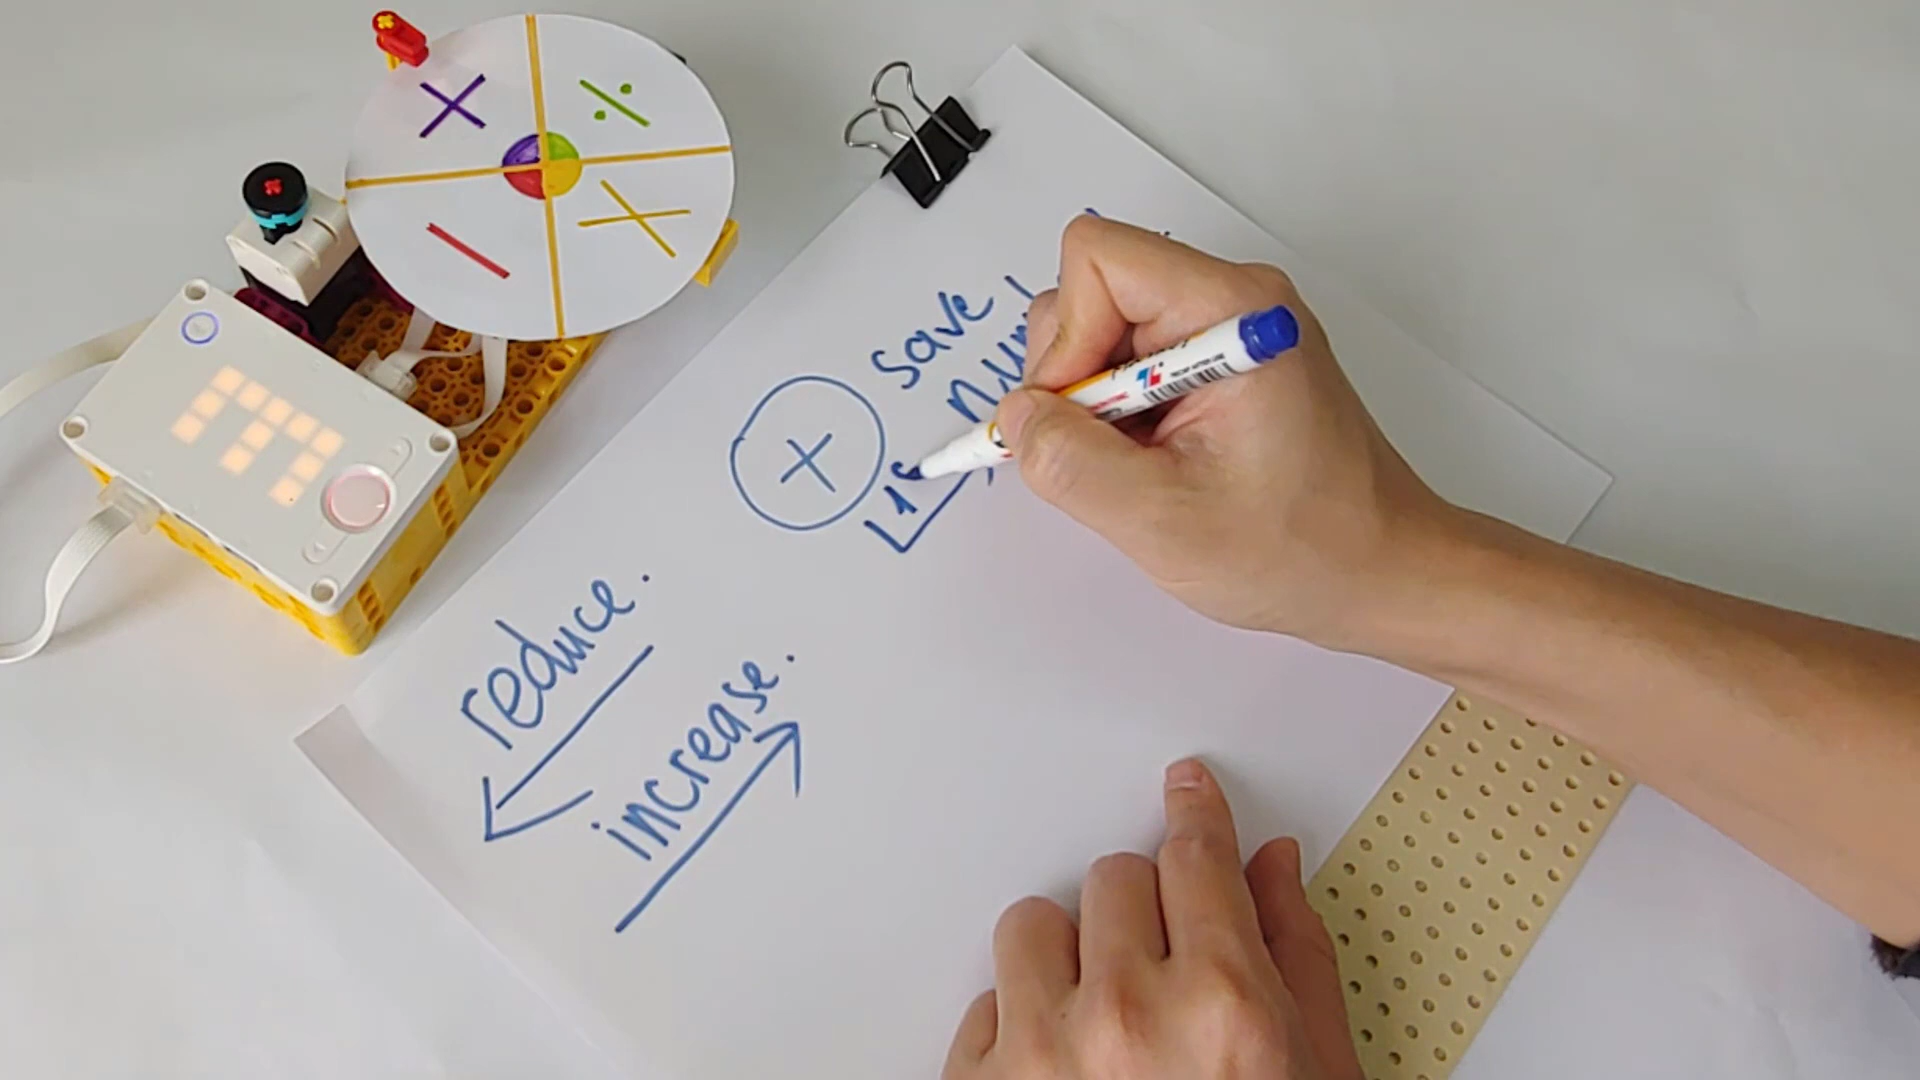 ×
÷
-
+
save
+
reduce.
increase.